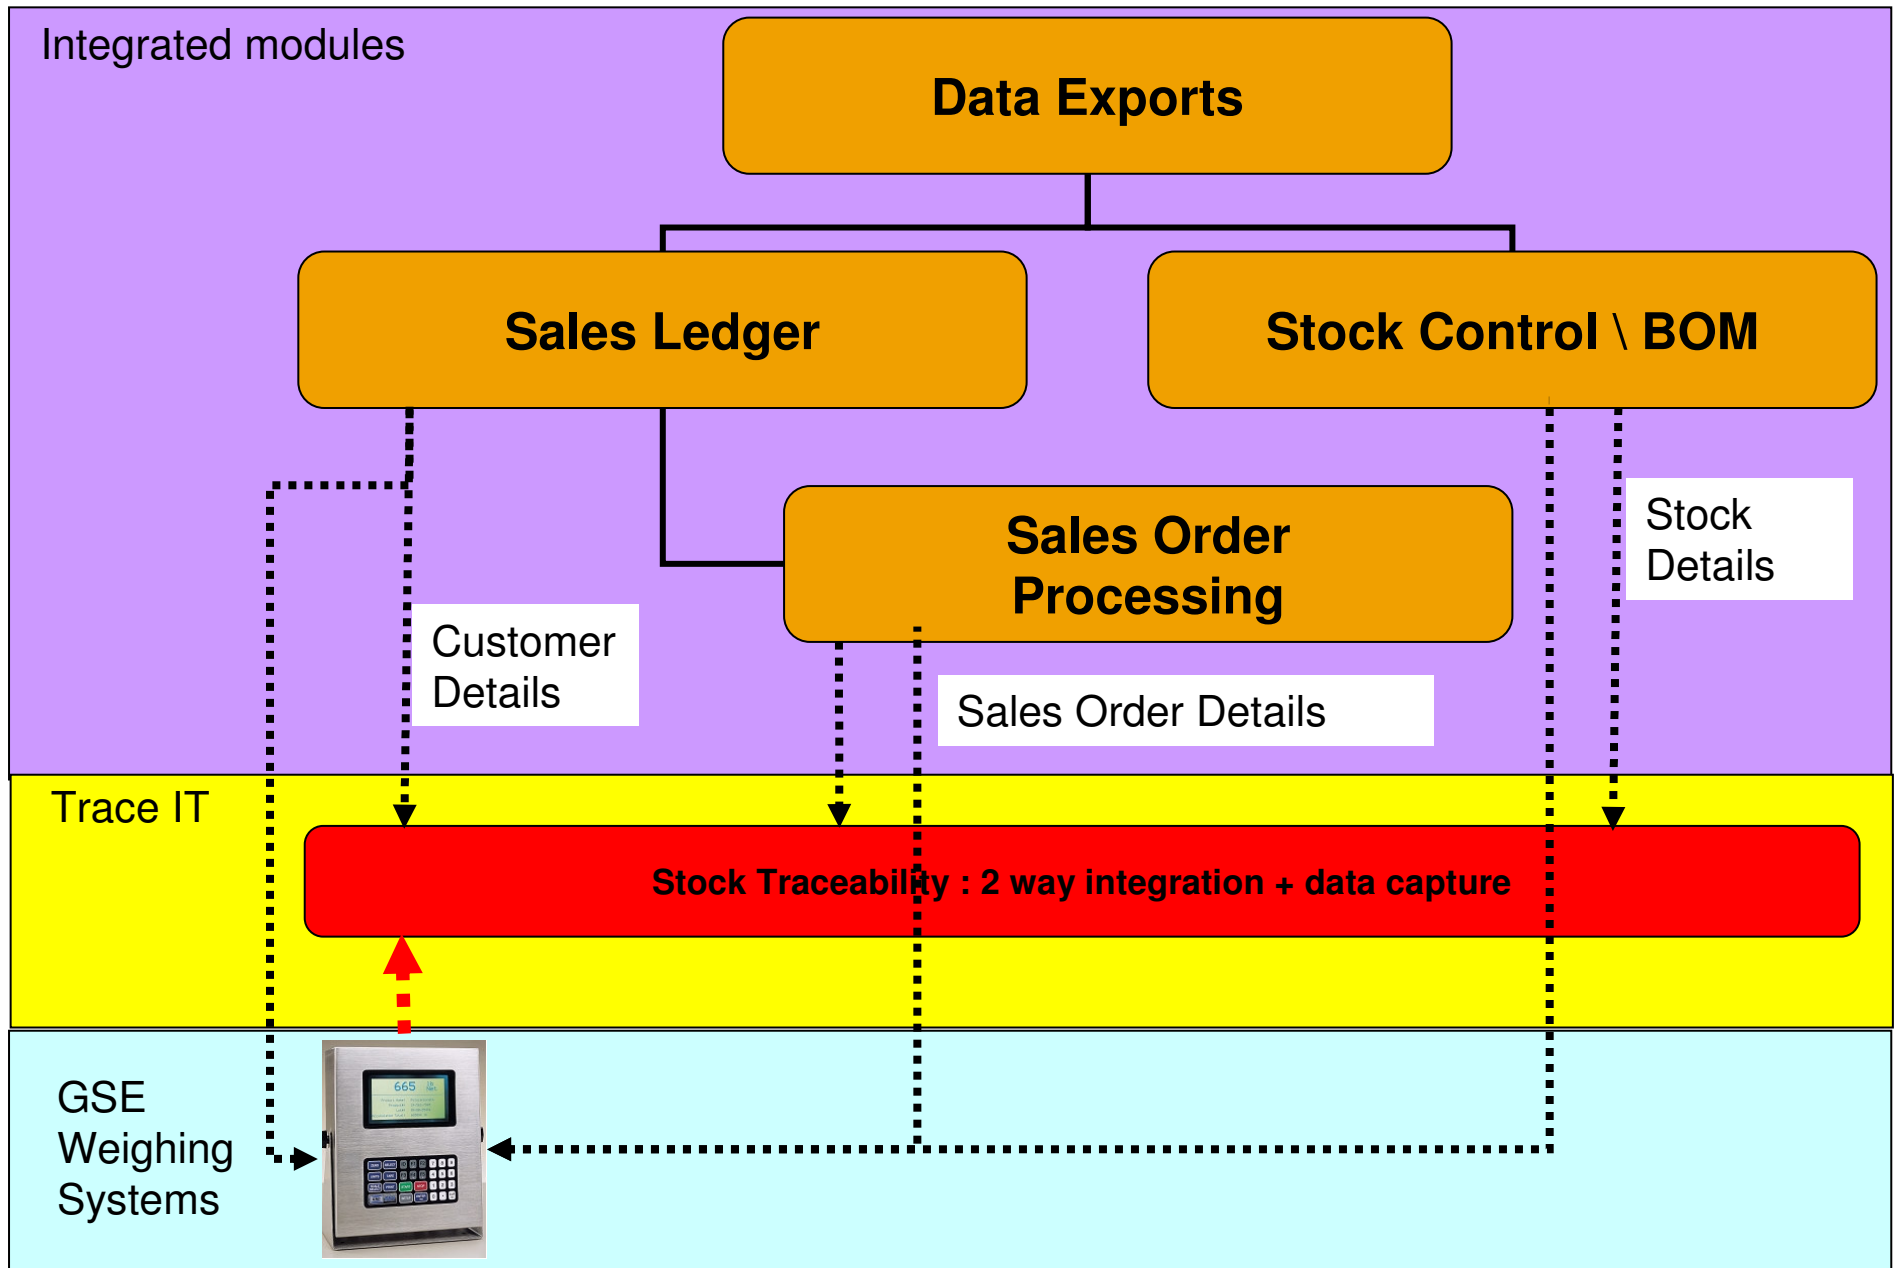 Integrated modules
Data Exports
Sales Ledger
Stock Control \ BOM
Sales Order
Processing
Stock
Details
Customer
Details
Sales Order Details
Trace IT
Stock Traceability : 2 way integration + data capture
GSE
Weighing
Systems
665